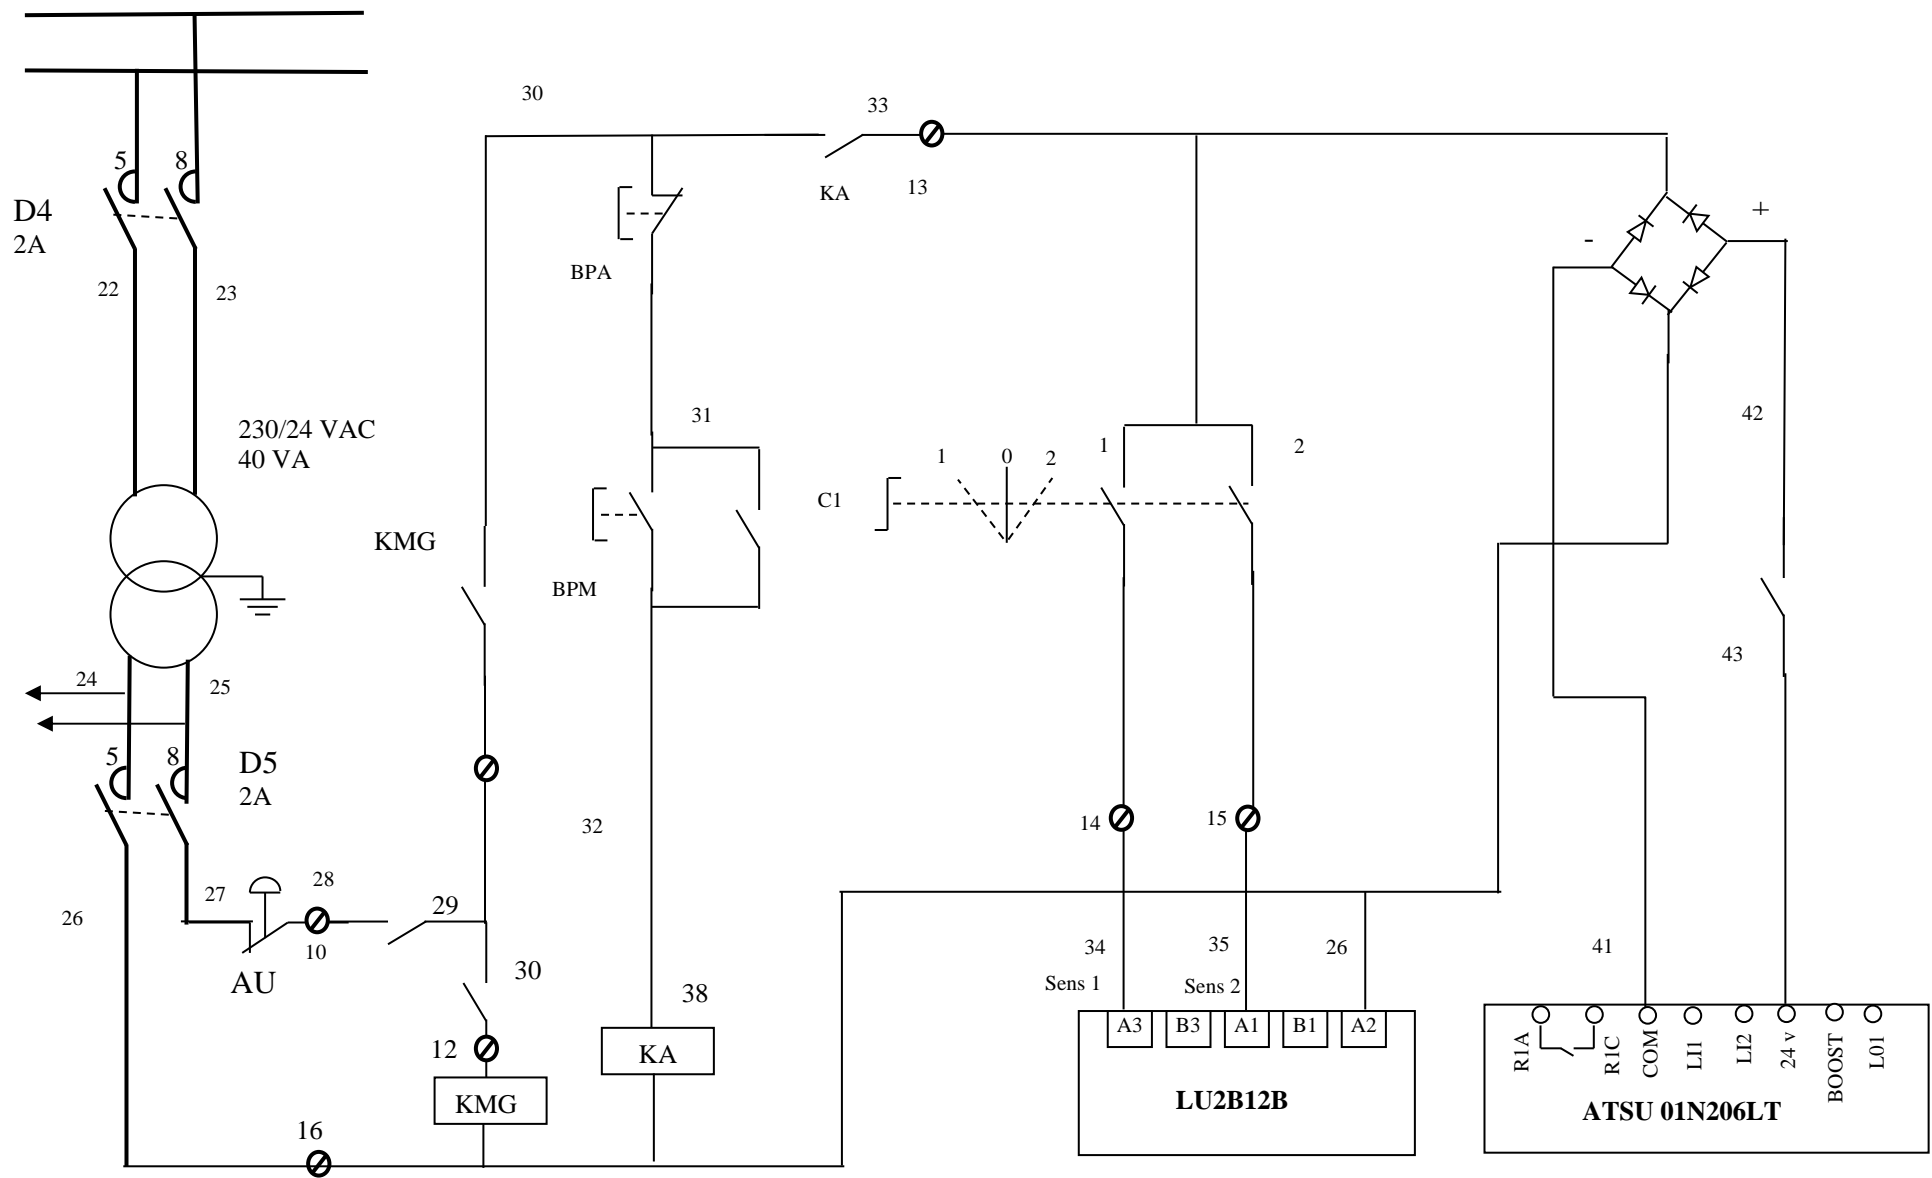 30
33
5
8
KA
13
D4
2A
+
-
BPA
22
23
31
42
230/24 VAC
40 VA
1
2
1
0
2
C1
KMG
BPM
43
24
25
5
8
D5
2A
14
15
32
26
27
28
29
10
AU
34
35
26
41
30
38
Sens 1
Sens 2
12
KA
A3
B3
A1
B1
A2
R1A
R1C
COM
LI1
LI2
24 v
BOOST
L01
KMG
LU2B12B
ATSU 01N206LT
16